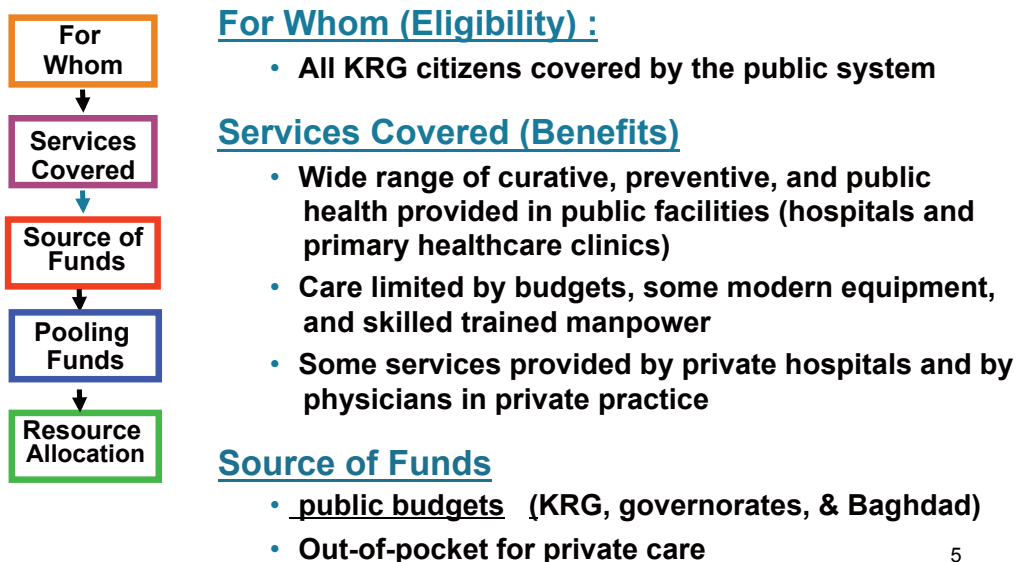 For
Whom
Services
Covered
Source of
Funds
Pooling
Funds
Resource
Allocation
For Whom (Eligibility) :
• All KRG citizens covered by the public system
Services Covered (Benefits)
• Wide range of curative, preventive, and public
health provided in public facilities (hospitals and
primary healthcare clinics)
• Care limited by budgets, some modern equipment,
and skilled trained manpower
• Some services provided by private hospitals and by
physicians in private practice
Source of Funds
• public budgets (KRG, governorates, & Baghdad)
• Out-of-pocket for private care
5